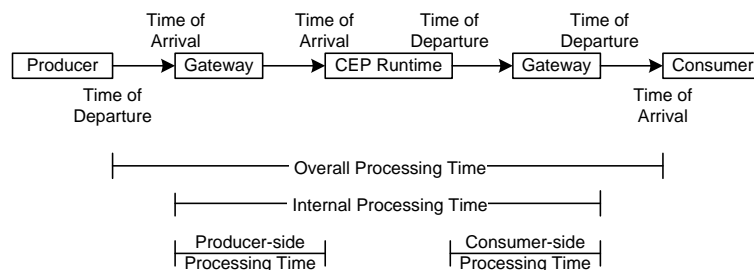 Time of
Arrival
Time of
Arrival
Time of
Departure
Time of
Departure
Producer
Gateway
CEP Runtime
Gateway
Consumer
Time of
Departure
Time of
Arrival
Overall Processing Time
Internal Processing Time
Producer-side
Processing Time
Consumer-side
Processing Time